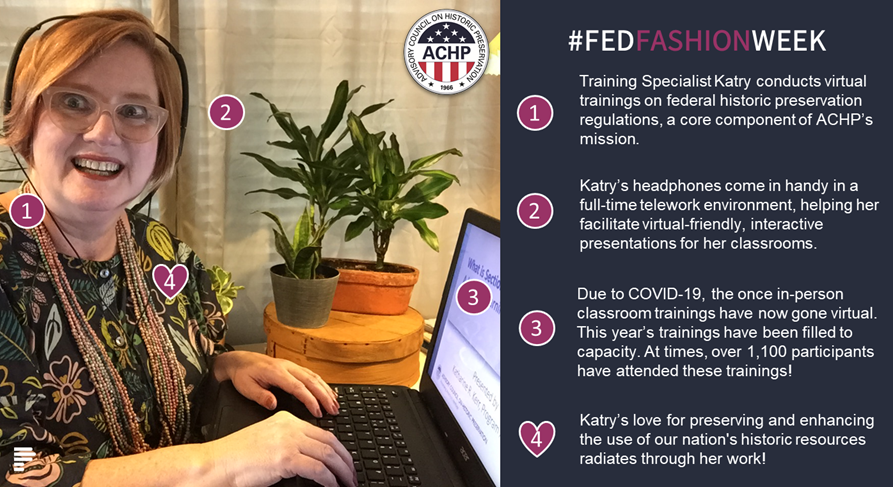 ADVISORY COUNCIL ON HISTORIC PRESERVATION
ACHP
1966
#FEDFASHIONWEEK
1
Training Specialist Katry conducts virtual
trainings on federal historic preservation
regulations, a core component of ACHP's
mission.
2
Katry's headphones come in handy in a
full-time telework environment, helping her
facilitate virtual-friendly, interactive
presentations for her classrooms.
3
Due to COVID-19, the once in-person
classroom trainings have now gone virtual.
This year's trainings have been filled to
capacity. At times, over 1,100 participants
have attended these trainings!
4
Katry's love for preserving and enhancing
the use of our nation's historic resources
radiates through her work!
2
1
4
3
What is Secti
Presented by
Katharine R. Kerr, Program